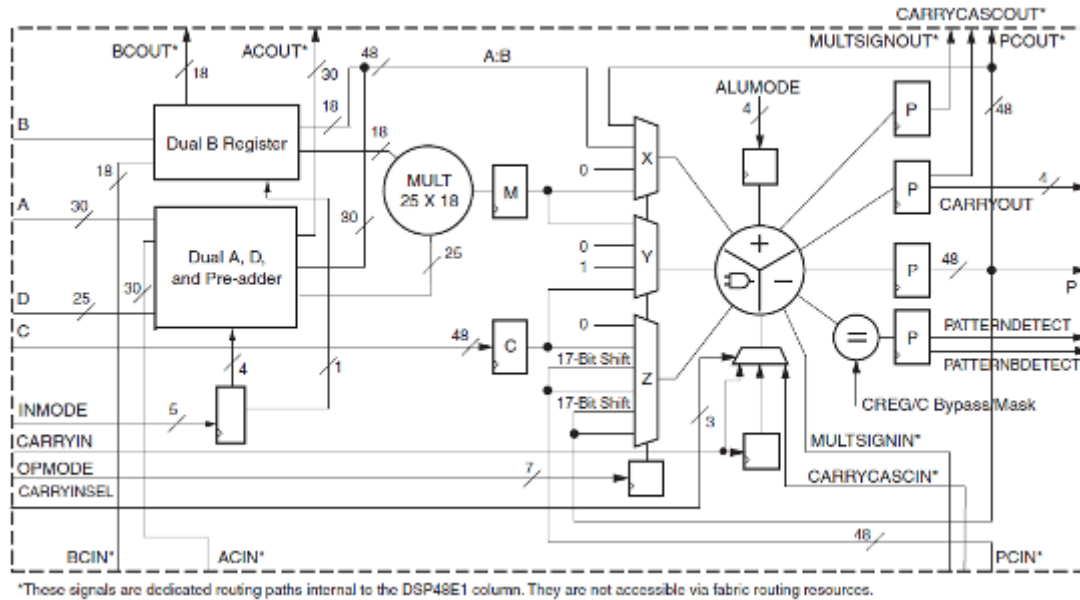 CARRYCASCOUT*
BCOUT* ACOUT* MULTSIGNOUT* PCOUT*
48 A:B
18 30
ALUMODE
18 4 48
B P
Dual B Register 18 X
0
18 MULT
25 X 18 M P 4
A
30 CARRYOUT
30 Y
Dual A, D,
and Pre-adder
25 0
1 + − P 48
P
D 25 30
C 48 C 0 = P PATTERNDETECT
17-Bit Shift Z PATTERNBDETECT
4 1
17-Bit Shift
INMODE 5 3 CREG/C Bypass/Mask
CARRYIN MULTSIGNIN*
OPMODE 7 CARRYCASCIN*
CARRYINSEL
48
BCIN* ACIN* PCIN*
*These signals are dedicated routing paths internal to the DSP48E1 column. They are not accessible via fabric routing resources.